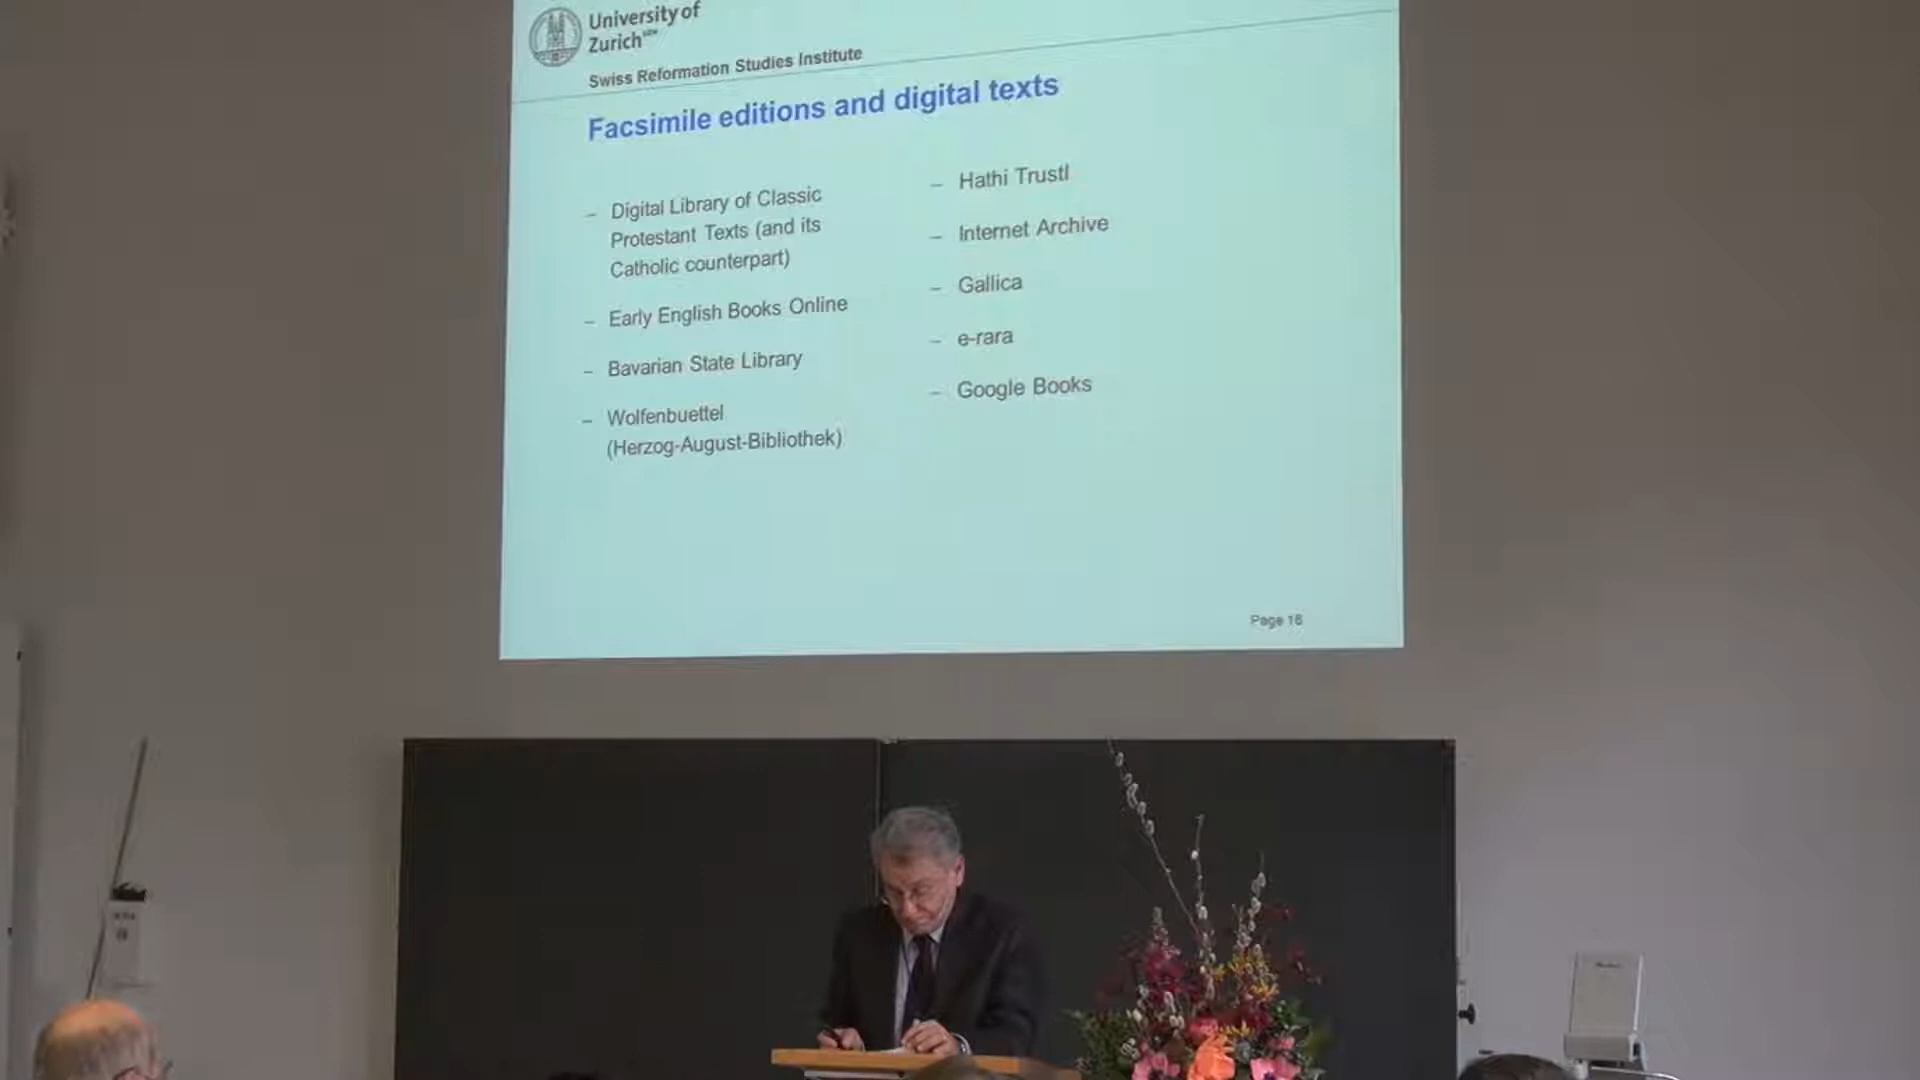 University of
Zurich
Swiss Reformation Studies Institute
Facsimile editions and digital texts
– Digital Library of Classic
Protestant Texts (and its
Catholic counterpart)
– Early English Books Online
– Bavarian State Library
– Wolfenbuettel
(Herzog-August-Bibliothek)
– Hathi Trustl
– Internet Archive
– Gallica
– e-rara
– Google Books
Page 16